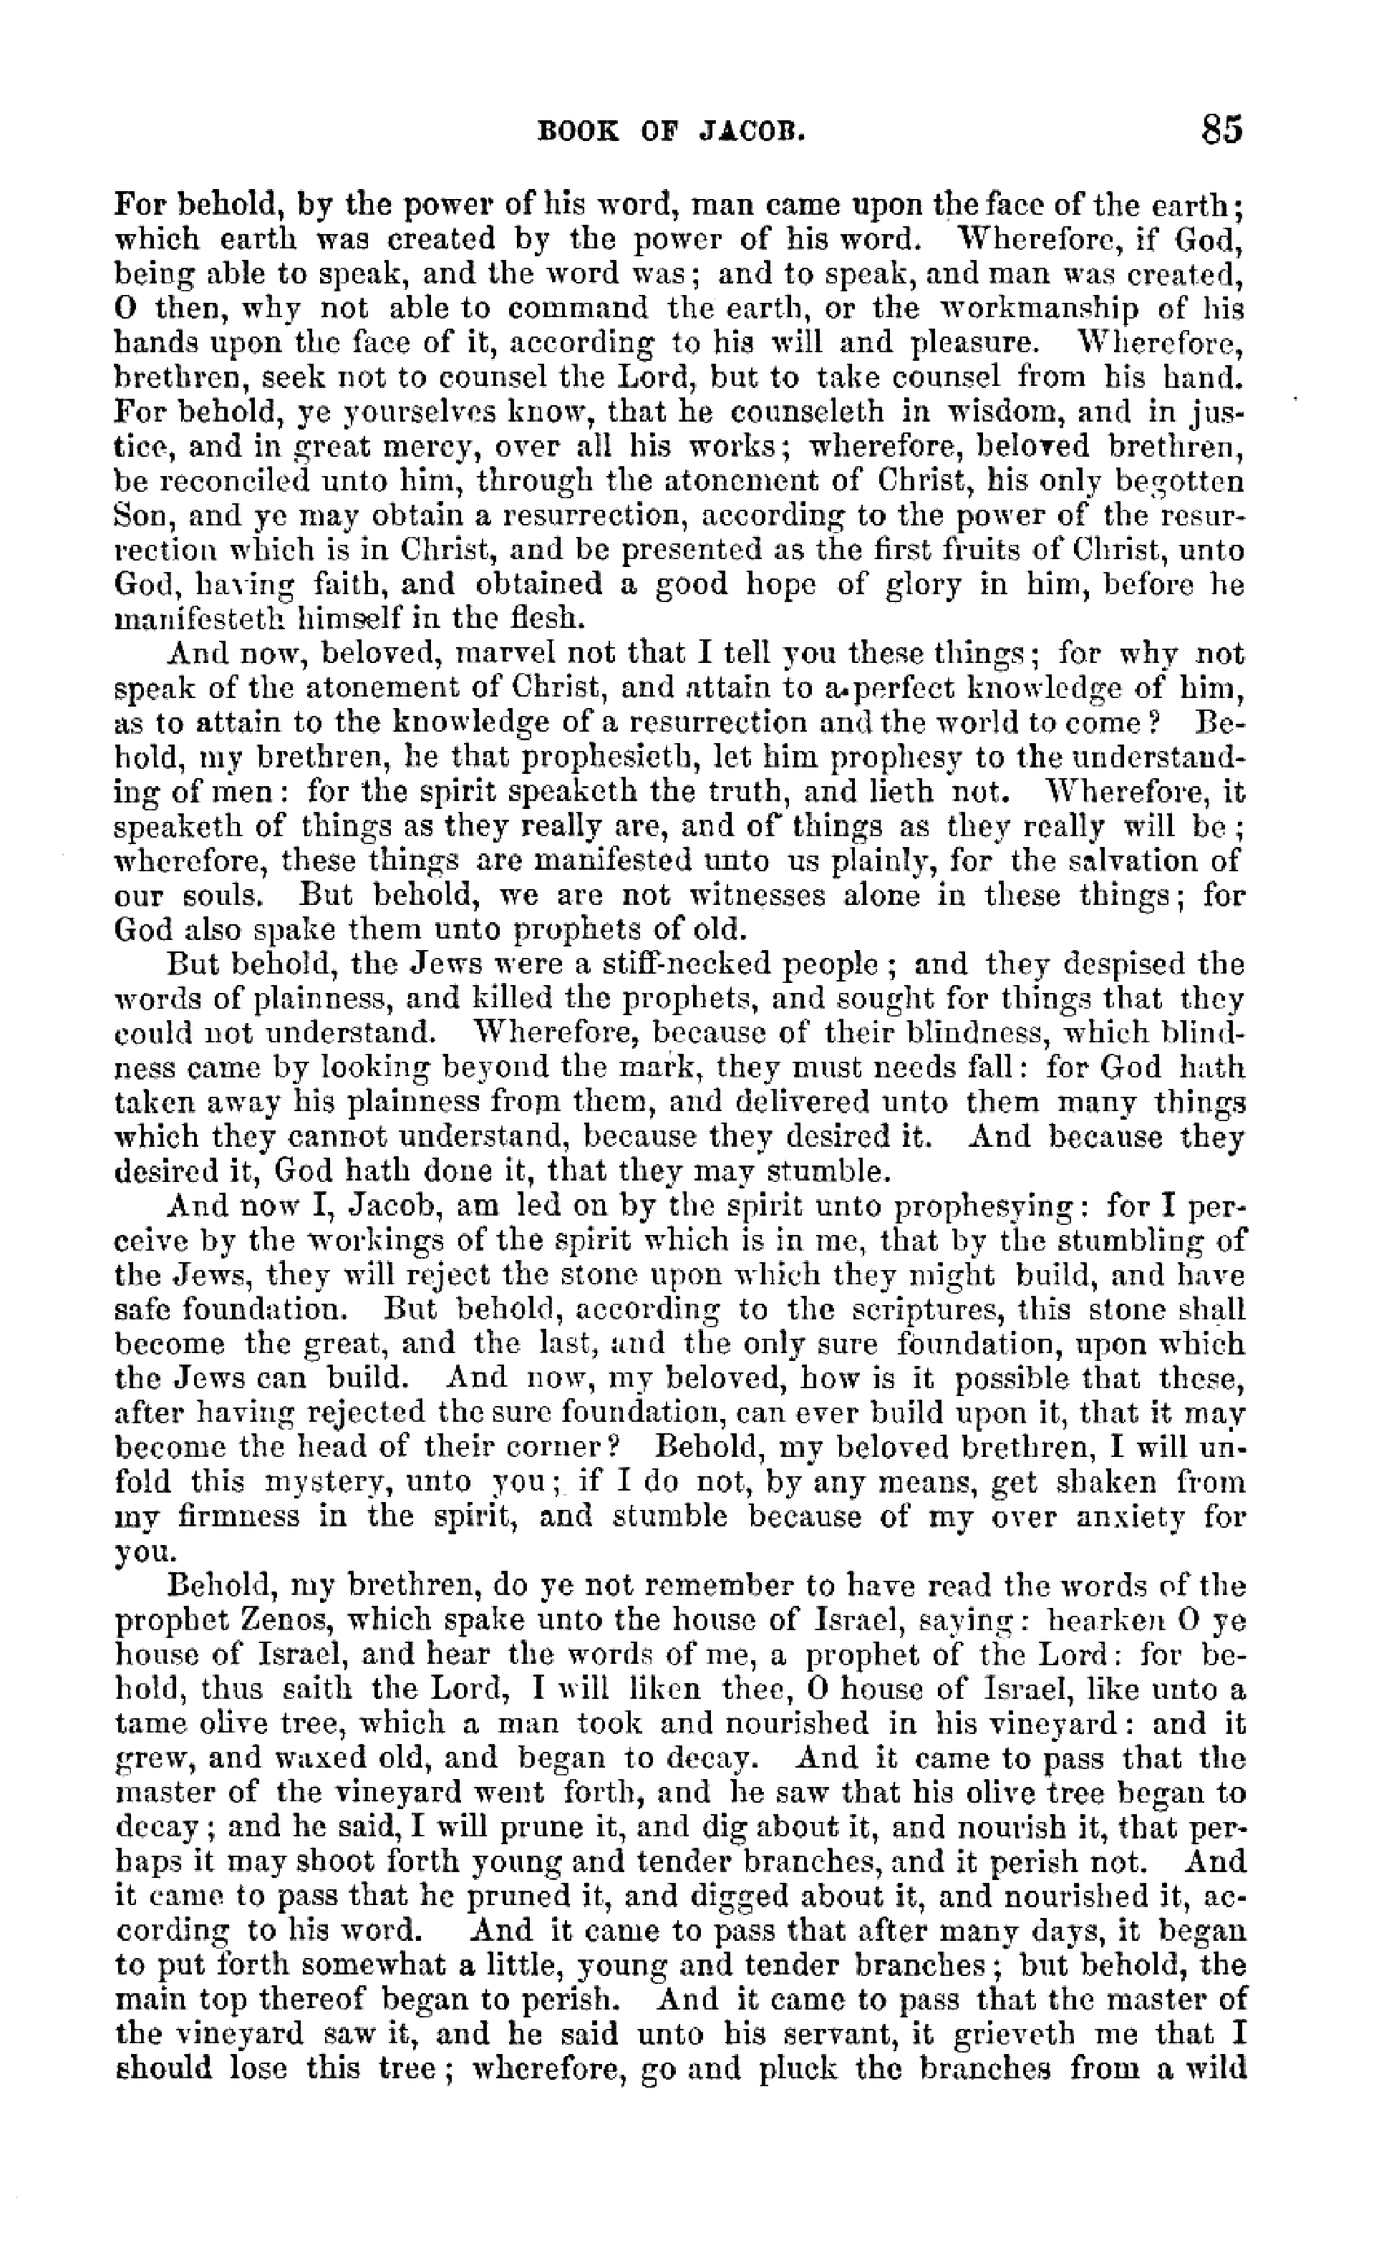 BOOK OF JACOB. 85
For behold, by the power of his word, man came upon the face of the earth;
which earth was created by the power of his word. Wherefore, if God,
being able to speak, and the word was; and to speak, and man was created,
O then, why not able to command the earth, or the workmanship of his
hands upon the face of it, according to his will and pleasure. Wherefore,
brethren, seek not to counsel the Lord, but to take counsel from his hand.
For behold, ye yourselves know, that he counseleth in wisdom, and in jus-
tice, and in great mercy, over all his works; wherefore, beloved brethren,
be reconciled unto him, through the atonement of Christ, his only begotten
Son, and ye may obtain a resurrection, according to the power of the resur-
rection which is in Christ, and be presented as the first fruits of Christ, unto
God, having faith, and obtained a good hope of glory in him, before he
manifesteth himself in the flesh.
And now, beloved, marvel not that I tell you these things; for why not
speak of the atonement of Christ, and attain to a perfect knowledge of him,
as to attain to the knowledge of a resurrection and the world to come? Be-
hold, my brethren, he that prophesieth, let him prophesy to the understand-
ing of men: for the spirit speaketh the truth, and lieth not. Wherefore, it
speaketh of things as they really are, and of things as they really will be;
wherefore, these things are manifested unto us plainly, for the salvation of
our souls. But behold, we are not witnesses alone in these things; for
God also spake them unto prophets of old.
But behold, the Jews were a stiff-necked people; and they despised the
words of plainness, and killed the prophets, and sought for things that they
could not understand. Wherefore, because of their blindness, which blind-
ness came by looking beyond the mark, they must needs fall: for God hath
taken away his plainness from them, and delivered unto them many things
which they cannot understand, because they desired it. And because they
desired it, God hath done it, that they may stumble.
And now I, Jacob, am led on by the spirit unto prophesying: for I per-
ceive by the workings of the spirit which is in me, that by the stumbling of
the Jews, they will reject the stone upon which they might build, and have
safe foundation. But behold, according to the scriptures, this stone shall
become the great, and the last, and the only sure foundation, upon which
the Jews can build. And now, my beloved, how is it possible that these,
after having rejected the sure foundation, can ever build upon it, that it may
become the head of their corner? Behold, my beloved brethren, I will un-
fold this mystery, unto you; if I do not, by any means, get shaken from
my firmness in the spirit, and stumble because of my over anxiety for
you.
Behold, my brethren, do ye not remember to have read the words of the
prophet Zenos, which spake unto the house of Israel, saying: hearken O ye
house of Israel, and hear the words of me, a prophet of the Lord: for be-
hold, thus saith the Lord, I will liken thee, O house of Israel, like unto a
tame olive tree, which a man took and nourished in his vineyard: and it
grew, and waxed old, and began to decay. And it came to pass that the
master of the vineyard went forth, and he saw that his olive tree began to
decay; and he said, I will prune it, and dig about it, and nourish it, that per-
haps it may shoot forth young and tender branches, and it perish not. And
it came to pass that he pruned it, and digged about it, and nourished it, ac-
cording to his word. And it came to pass that after many days, it began
to put forth somewhat a little, young and tender branches; but behold, the
main top thereof began to perish. And it came to pass that the master of
the vineyard saw it, and he said unto his servant, it grieveth me that I
should lose this tree; wherefore, go and pluck the branches from a wild